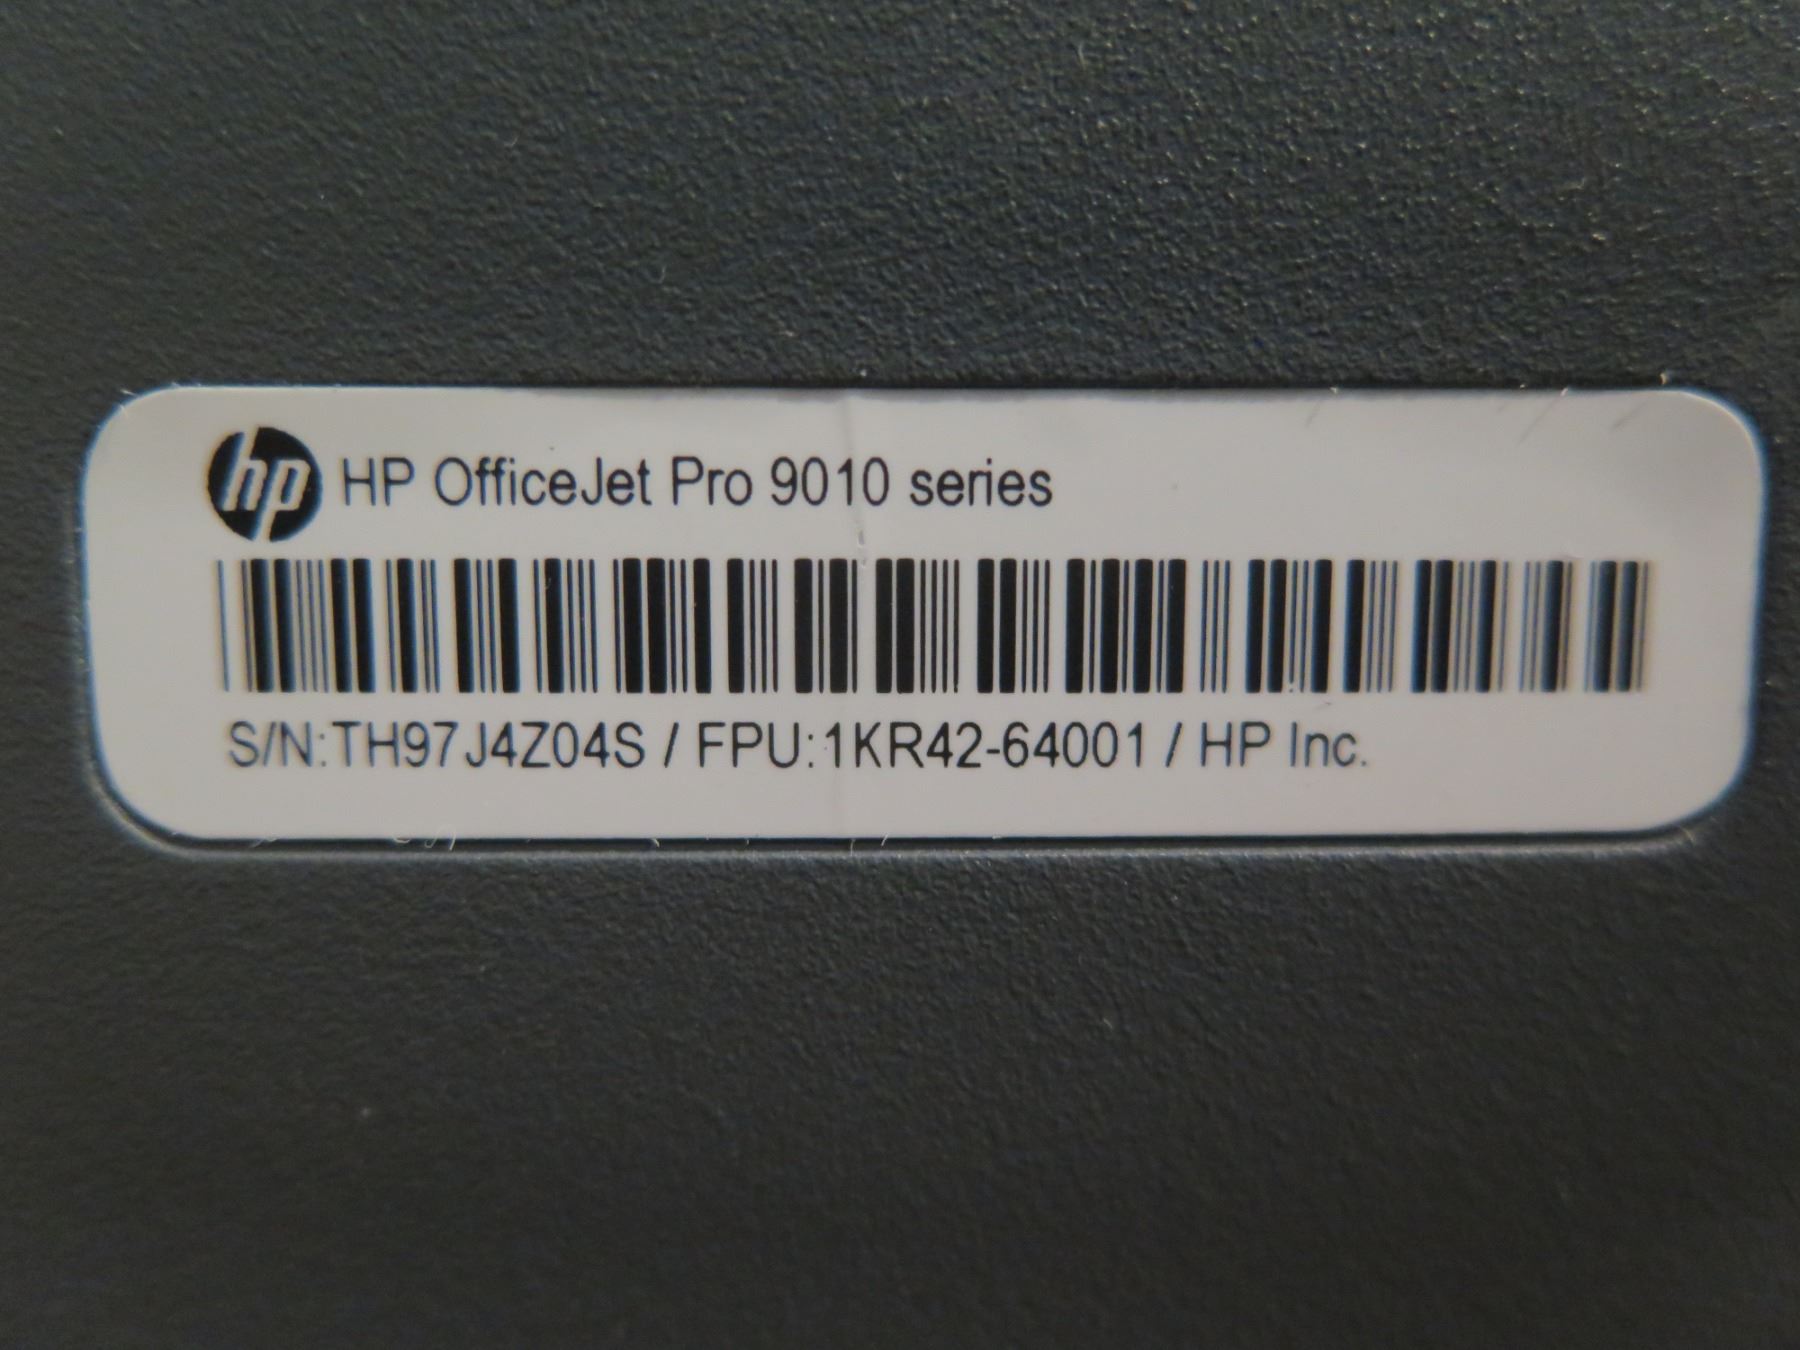 hp HP OfficeJet Pro 9010 series
S/N:TH97J4Z04S / FPU:1KR42-64001 / HP Inc.